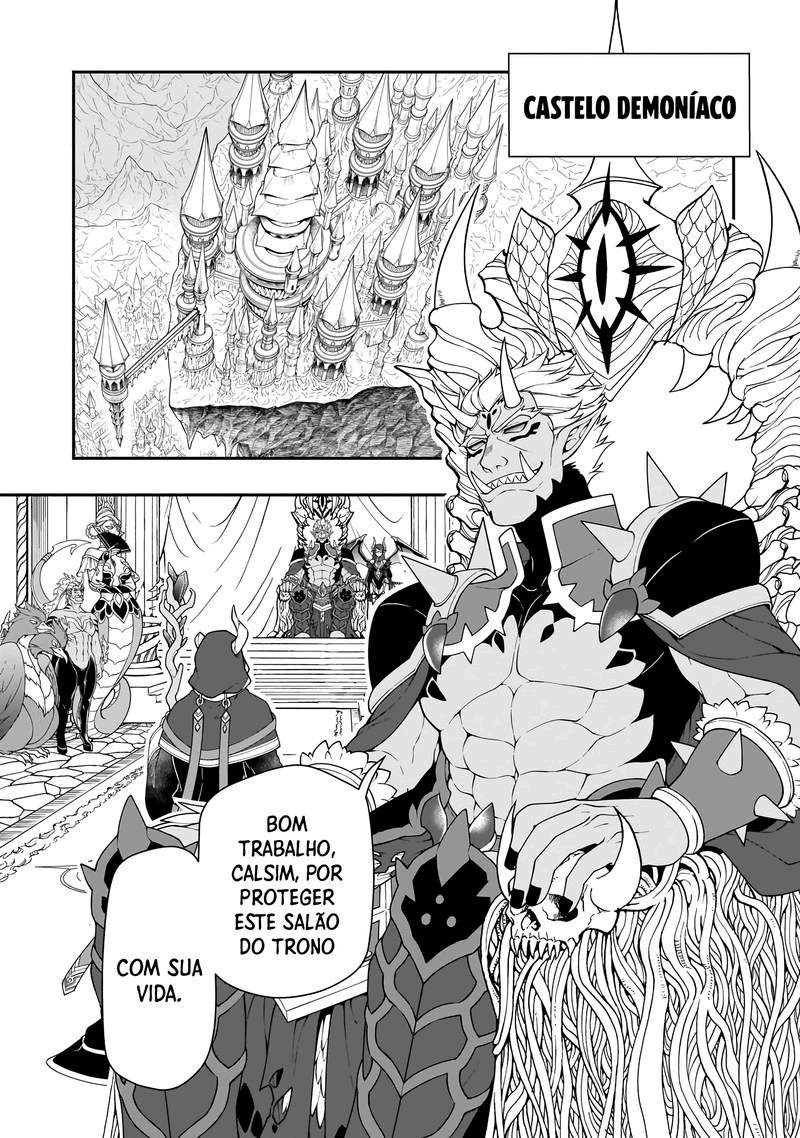 CASTELO DEMONÍACO
BOM
TRABALHO,
CALSIM, POR
PROTEGER
ESTE SALÃO
DO TRONO
COM SUA
VIDA.